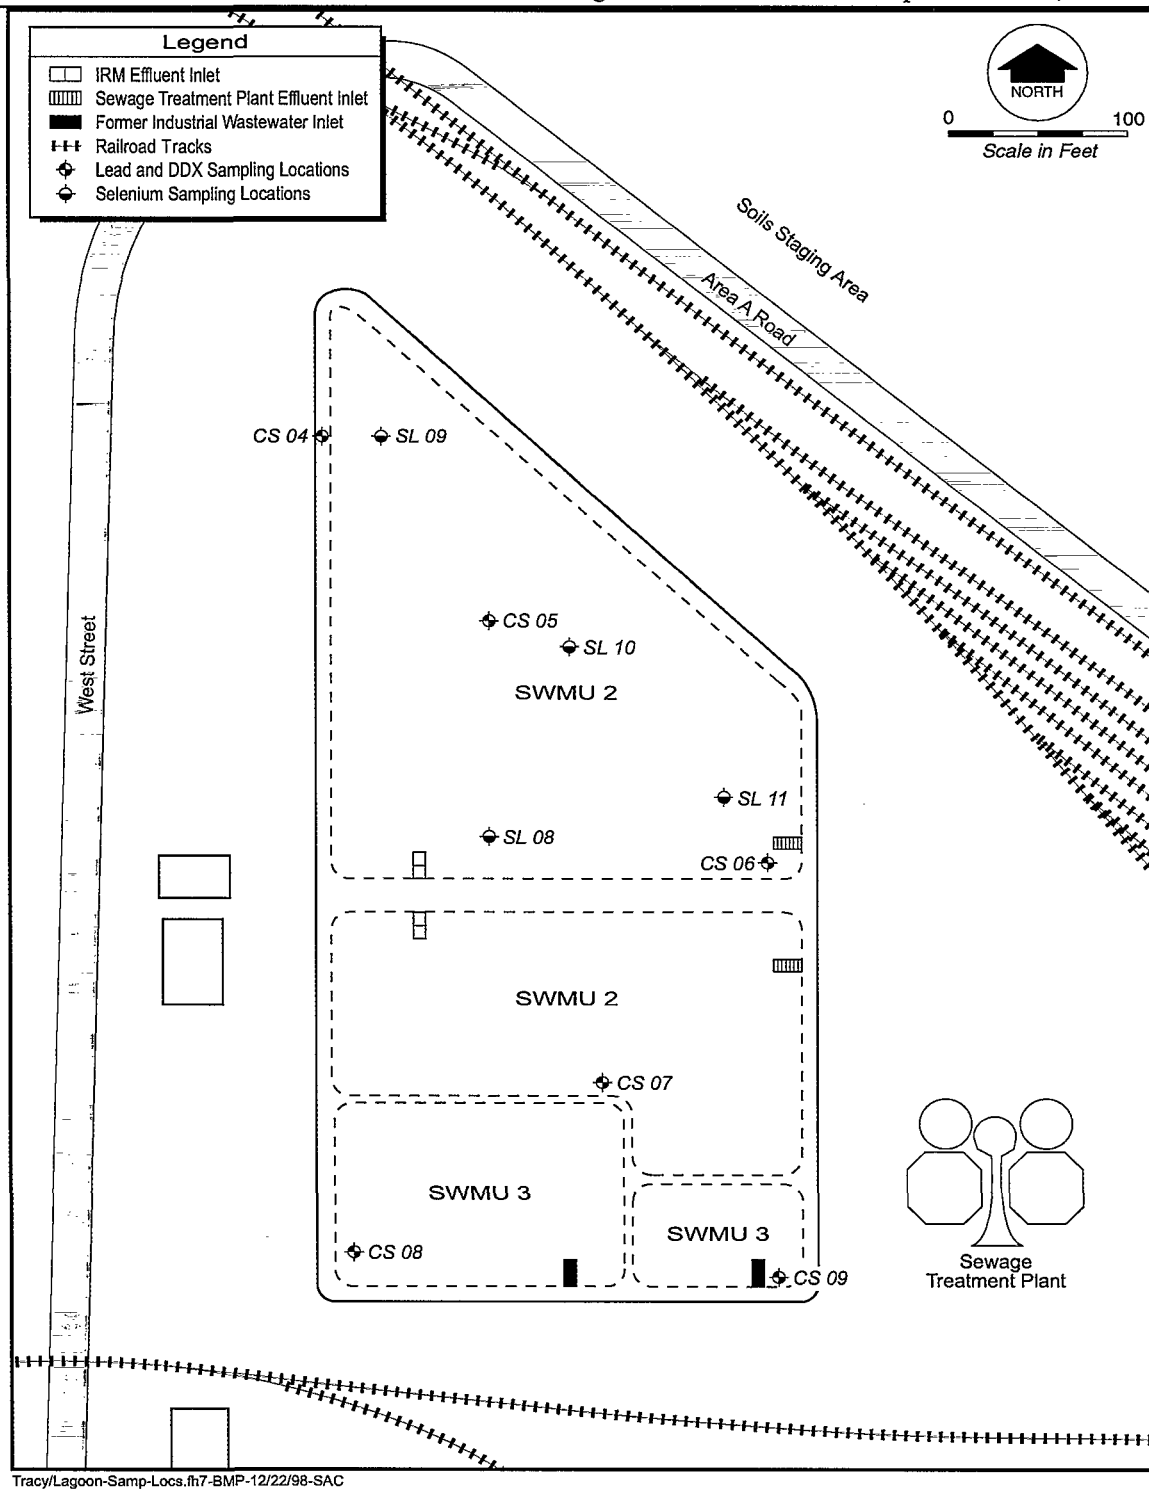 Legend
IRM Effluent Inlet
Sewage Treatment Plant Effluent Inlet
Former Industrial Wastewater Inlet
Railroad Tracks
Lead and DDX Sampling Locations
Selenium Sampling Locations
NORTH
0 100
Scale in Feet
Soils Staging Area
Area A Road
West Street
CS 04
SL 09
CS 05
SL 10
SWMU 2
SL 11
SL 08
CS 06
SWMU 2
CS 07
SWMU 3
SWMU 3
CS 08
CS 09
Sewage
Treatment Plant
Tracy/Lagoon-Samp-Locs.fh7-BMP-12/22/98-SAC